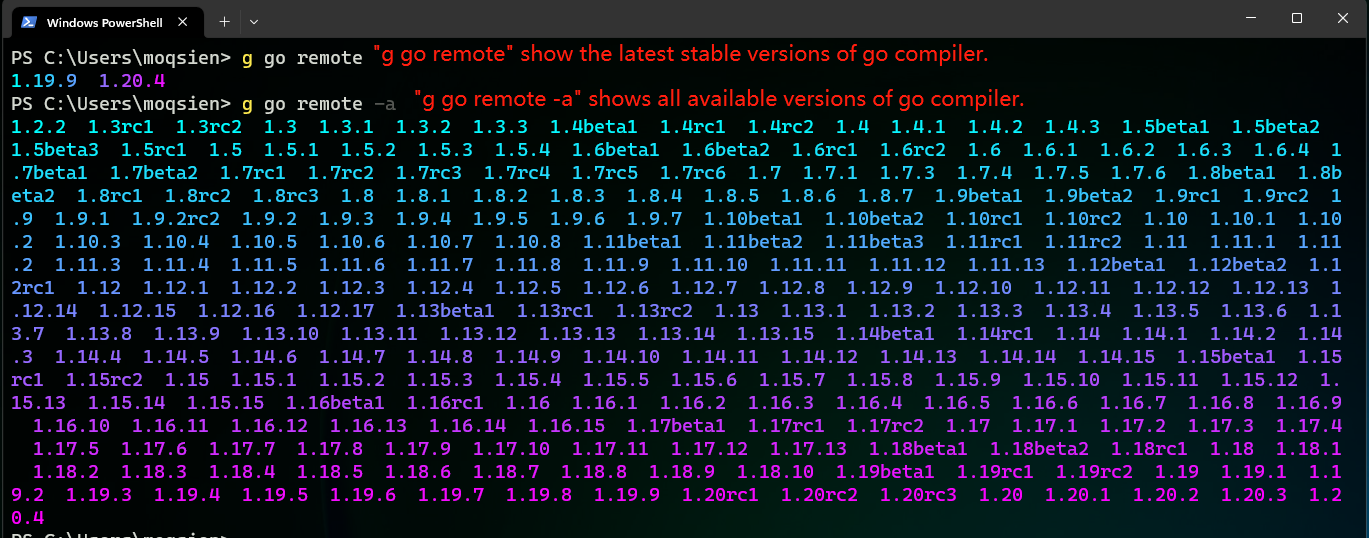 Windows PowerShell
PS C:\Users\moqsien> g go remote "g go remote" show the latest stable versions of go compiler.
1.19.9 1.20.4
PS C:\Users\moqsien> g go remote -a "g go remote -a" shows all available versions of go compiler.
1.2.2 1.3rc1 1.3rc2 1.3 1.3.1 1.3.2 1.3.3 1.4beta1 1.4rc1 1.4rc2 1.4 1.4.1 1.4.2 1.4.3 1.5beta1 1.5beta2
1.5beta3 1.5rc1 1.5 1.5.1 1.5.2 1.5.3 1.5.4 1.6beta1 1.6beta2 1.6rc1 1.6rc2 1.6 1.6.1 1.6.2 1.6.3 1.6.4 1
.7beta1 1.7beta2 1.7rc1 1.7rc2 1.7rc3 1.7rc4 1.7rc5 1.7rc6 1.7 1.7.1 1.7.3 1.7.4 1.7.5 1.7.6 1.8beta1 1.8b
eta2 1.8rc1 1.8rc2 1.8rc3 1.8 1.8.1 1.8.2 1.8.3 1.8.4 1.8.5 1.8.6 1.8.7 1.9beta1 1.9beta2 1.9rc1 1.9rc2 1
.9 1.9.1 1.9.2rc2 1.9.2 1.9.3 1.9.4 1.9.5 1.9.6 1.9.7 1.10beta1 1.10beta2 1.10rc1 1.10rc2 1.10 1.10.1 1.10
.2 1.10.3 1.10.4 1.10.5 1.10.6 1.10.7 1.10.8 1.11beta1 1.11beta2 1.11beta3 1.11rc1 1.11rc2 1.11 1.11.1 1.11
.2 1.11.3 1.11.4 1.11.5 1.11.6 1.11.7 1.11.8 1.11.9 1.11.10 1.11.11 1.11.12 1.11.13 1.12beta1 1.12beta2 1.1
2rc1 1.12 1.12.1 1.12.2 1.12.3 1.12.4 1.12.5 1.12.6 1.12.7 1.12.8 1.12.9 1.12.10 1.12.11 1.12.12 1.12.13 1
.12.14 1.12.15 1.12.16 1.12.17 1.13beta1 1.13rc1 1.13rc2 1.13 1.13.1 1.13.2 1.13.3 1.13.4 1.13.5 1.13.6 1.1
3.7 1.13.8 1.13.9 1.13.10 1.13.11 1.13.12 1.13.13 1.13.14 1.13.15 1.14beta1 1.14rc1 1.14 1.14.1 1.14.2 1.14
.3 1.14.4 1.14.5 1.14.6 1.14.7 1.14.8 1.14.9 1.14.10 1.14.11 1.14.12 1.14.13 1.14.14 1.14.15 1.15beta1 1.15
rc1 1.15rc2 1.15 1.15.1 1.15.2 1.15.3 1.15.4 1.15.5 1.15.6 1.15.7 1.15.8 1.15.9 1.15.10 1.15.11 1.15.12 1.
15.13 1.15.14 1.15.15 1.16beta1 1.16rc1 1.16 1.16.1 1.16.2 1.16.3 1.16.4 1.16.5 1.16.6 1.16.7 1.16.8 1.16.9
1.16.10 1.16.11 1.16.12 1.16.13 1.16.14 1.16.15 1.17beta1 1.17rc1 1.17rc2 1.17 1.17.1 1.17.2 1.17.3 1.17.4
1.17.5 1.17.6 1.17.7 1.17.8 1.17.9 1.17.10 1.17.11 1.17.12 1.17.13 1.18beta1 1.18beta2 1.18rc1 1.18 1.18.1
1.18.2 1.18.3 1.18.4 1.18.5 1.18.6 1.18.7 1.18.8 1.18.9 1.18.10 1.19beta1 1.19rc1 1.19rc2 1.19 1.19.1 1.1
9.2 1.19.3 1.19.4 1.19.5 1.19.6 1.19.7 1.19.8 1.19.9 1.20rc1 1.20rc2 1.20rc3 1.20 1.20.1 1.20.2 1.20.3 1.2
0.4
PS C:\Users\moqsien>